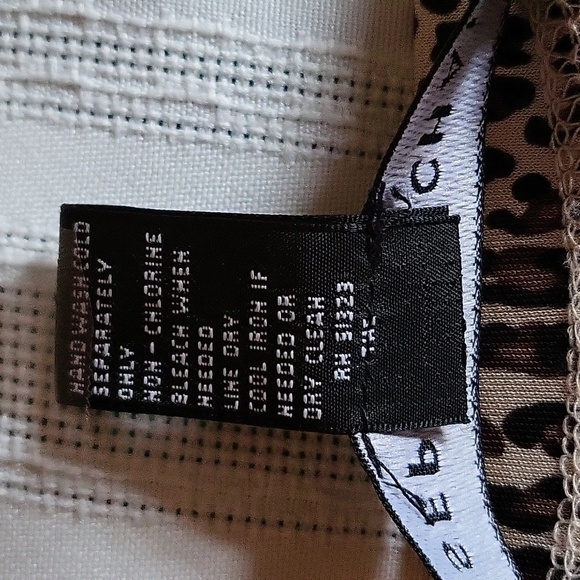 HAND WASH COLD
SEPARATELY
ONLY
NON-CHLORINE
BLEACH WHEN
NEEDED
LINE DRY
COOL IRON IF
NEEDED OR
DRY CLEAN
RN 51323